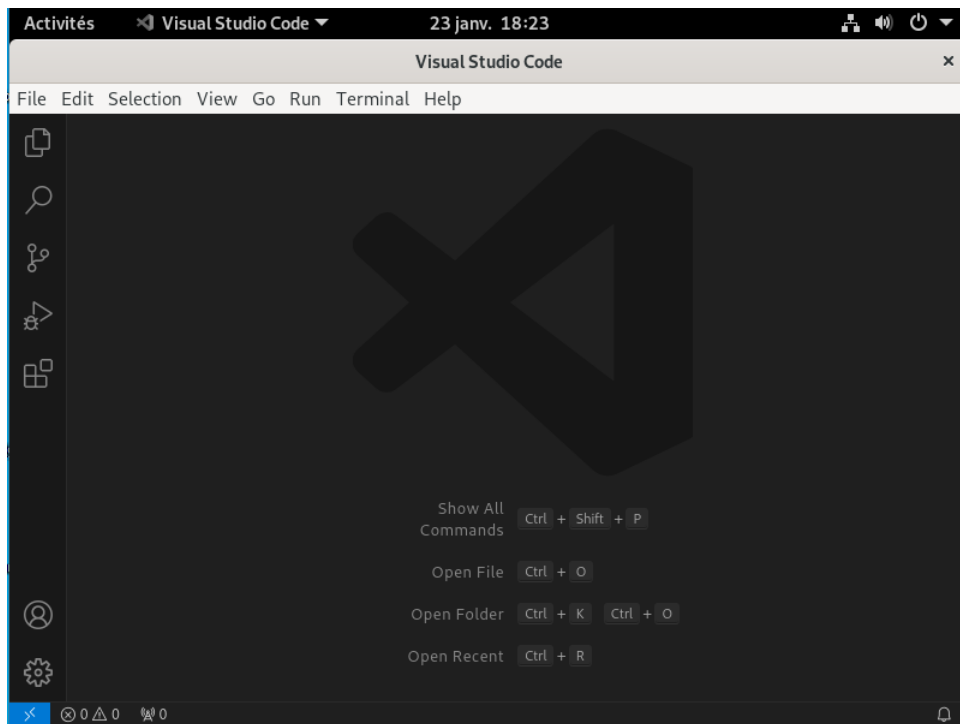 Activités Visual Studio Code 23 janv. 18:23
Visual Studio Code
File Edit Selection View Go Run Terminal Help
Show All
Commands Ctrl + Shift + P
Open File Ctrl + O
Open Folder Ctrl + K Ctrl + O
Open Recent Ctrl + R
0 0 0